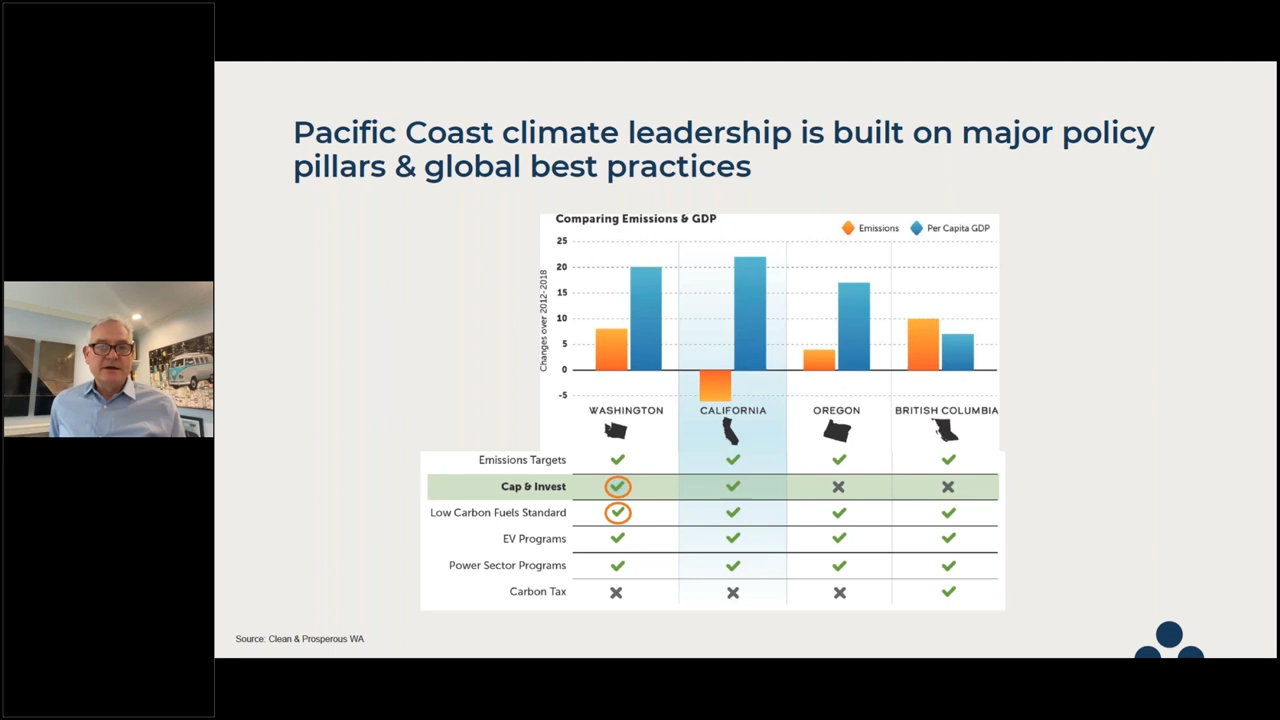 Pacific Coast climate leadership is built on major policy
pillars & global best practices
Comparing Emissions & GDP
Emissions
Per Capita GDP
Changes over 2012-2018
25
20
15
10
5
0
-5
WASHINGTON
CALIFORNIA
OREGON
BRITISH COLUMBIA
Emissions Targets
Cap & Invest
Low Carbon Fuels Standard
EV Programs
Power Sector Programs
Carbon Tax
Source: Clean & Prosperous WA